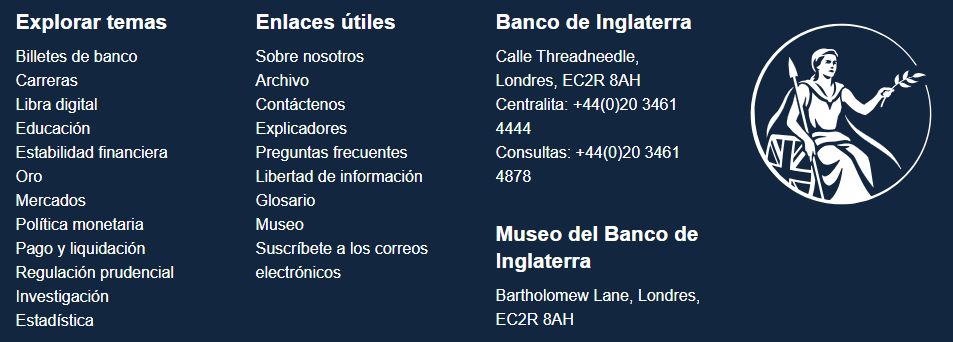 Explorar temas
Billetes de banco
Carreras
Libra digital
Educación
Estabilidad financiera
Oro
Mercados
Política monetaria
Pago y liquidación
Regulación prudencial
Investigación
Estadística
Enlaces útiles
Sobre nosotros
Archivo
Contáctenos
Explicadores
Preguntas frecuentes
Libertad de información
Glosario
Museo
Suscríbete a los correos
electrónicos
Banco de Inglaterra
Calle Threadneedle,
Londres, EC2R 8AH
Centralita: +44(0)20 3461
4444
Consultas: +44(0)20 3461
4878
Museo del Banco de
Inglaterra
Bartholomew Lane, Londres,
EC2R 8AH